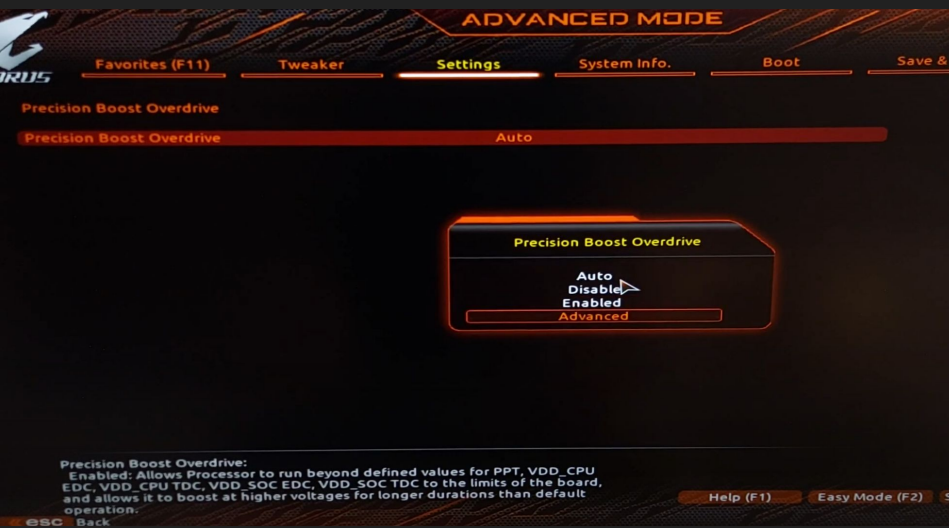 ADVANCED MODE
Favorites (F11) Tweaker Settings System Info. Boot Save &
Precision Boost Overdrive
Precision Boost Overdrive Auto
Precision Boost Overdrive
Auto
Disable
Enabled
Advanced
Precision Boost Overdrive:
Enabled: Allows Processor to run beyond defined values for PPT, VDD_CPU
EDC, VDD_CPU TDC, VDD_SOC EDC, VDD_SOC TDC to the limits of the board,
and allows it to boost at higher voltages for longer durations than default
operation.
Help (F1) Easy Mode (F2)
esc Back